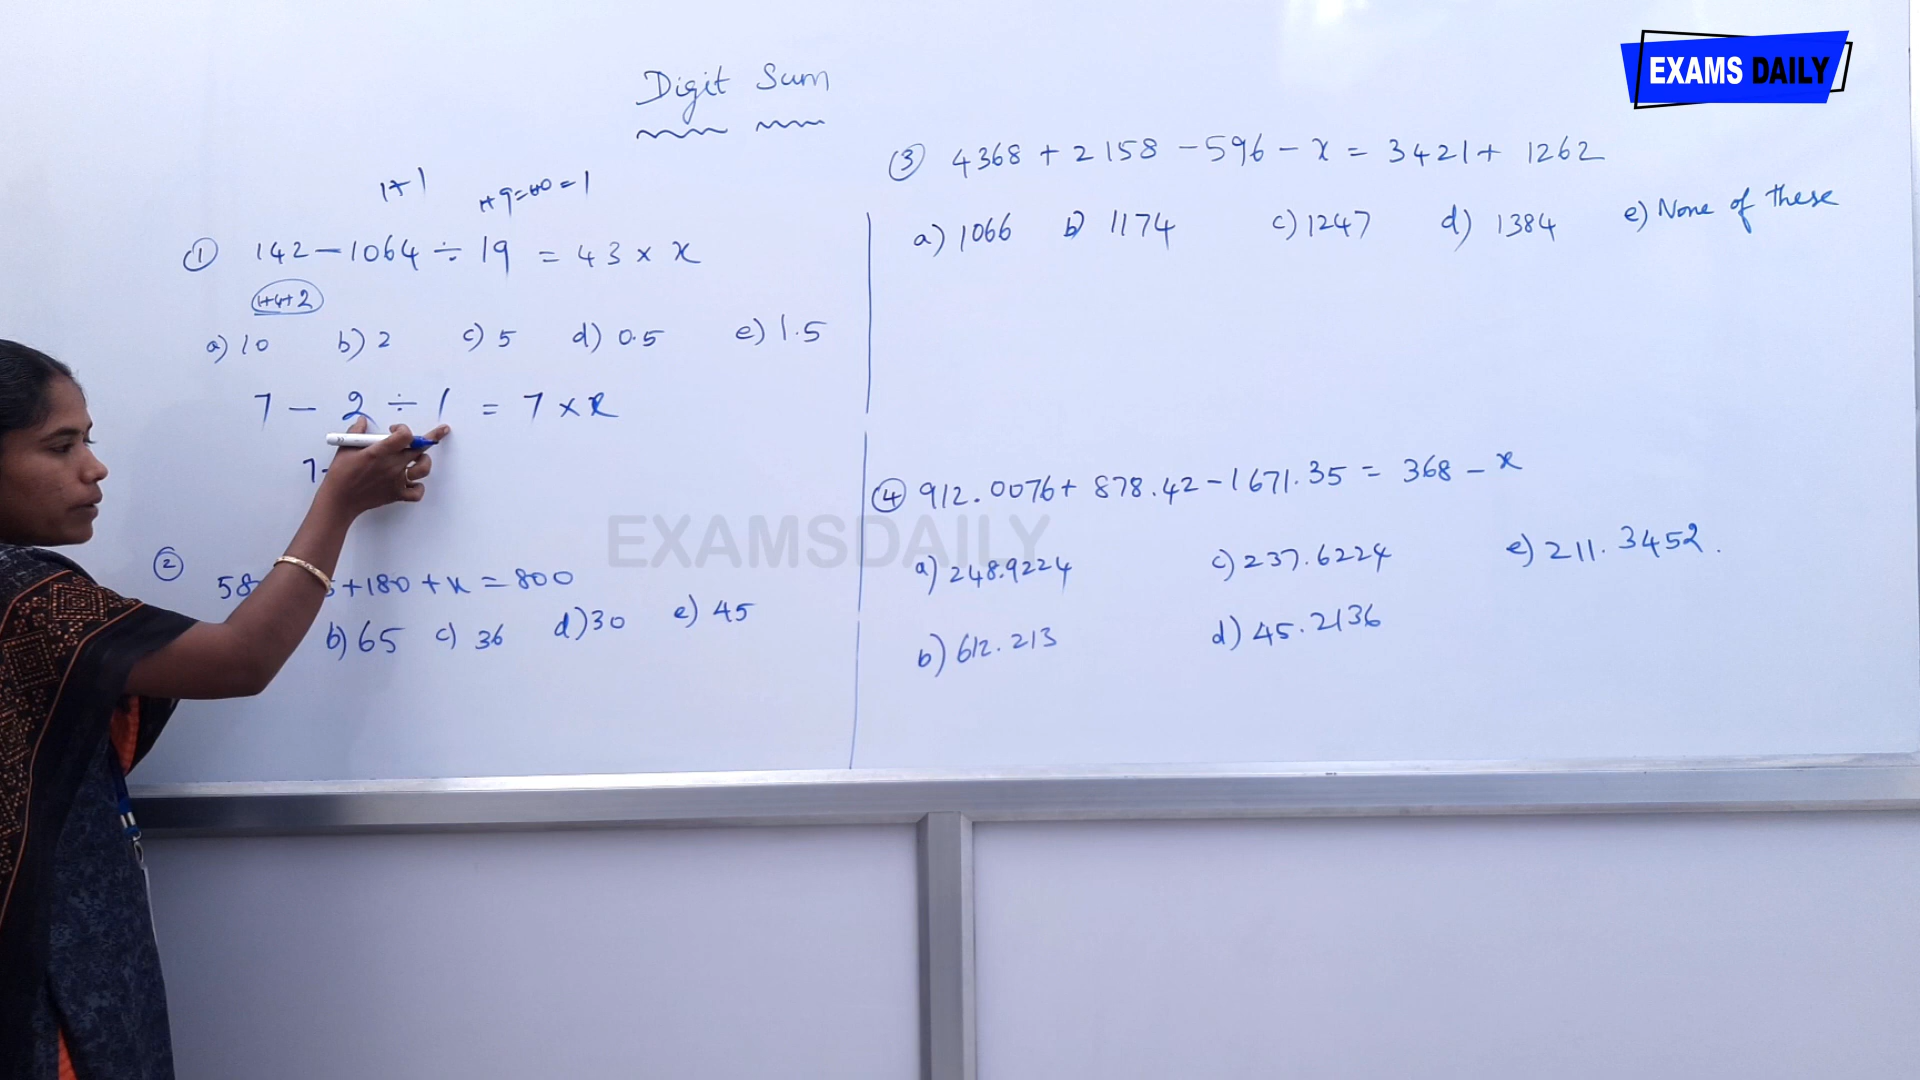 EXAMS DAILY
Digit Sum
1+1
1+9=10=1
① 142-1064÷19 = 43 × x
1+4+2
a) 10 b) 2 c) 5 d) 0.5 e) 1.5
7 - 2 ÷ 1 = 7 × x
7-
②
58 +180 + x = 800
b) 65 c) 36 d) 30 e) 45
③ 4368 + 2158 - 596 - x = 3421 + 1262
a) 1066 b) 1174 c) 1247 d) 1384 e) None of these
④ 912.0076 + 878.42 - 1671.35 = 368 - x
a) 248.9224 c) 237.6224 e) 211.3452.
b) 612.213 d) 45.2136
EXAMSDAILY